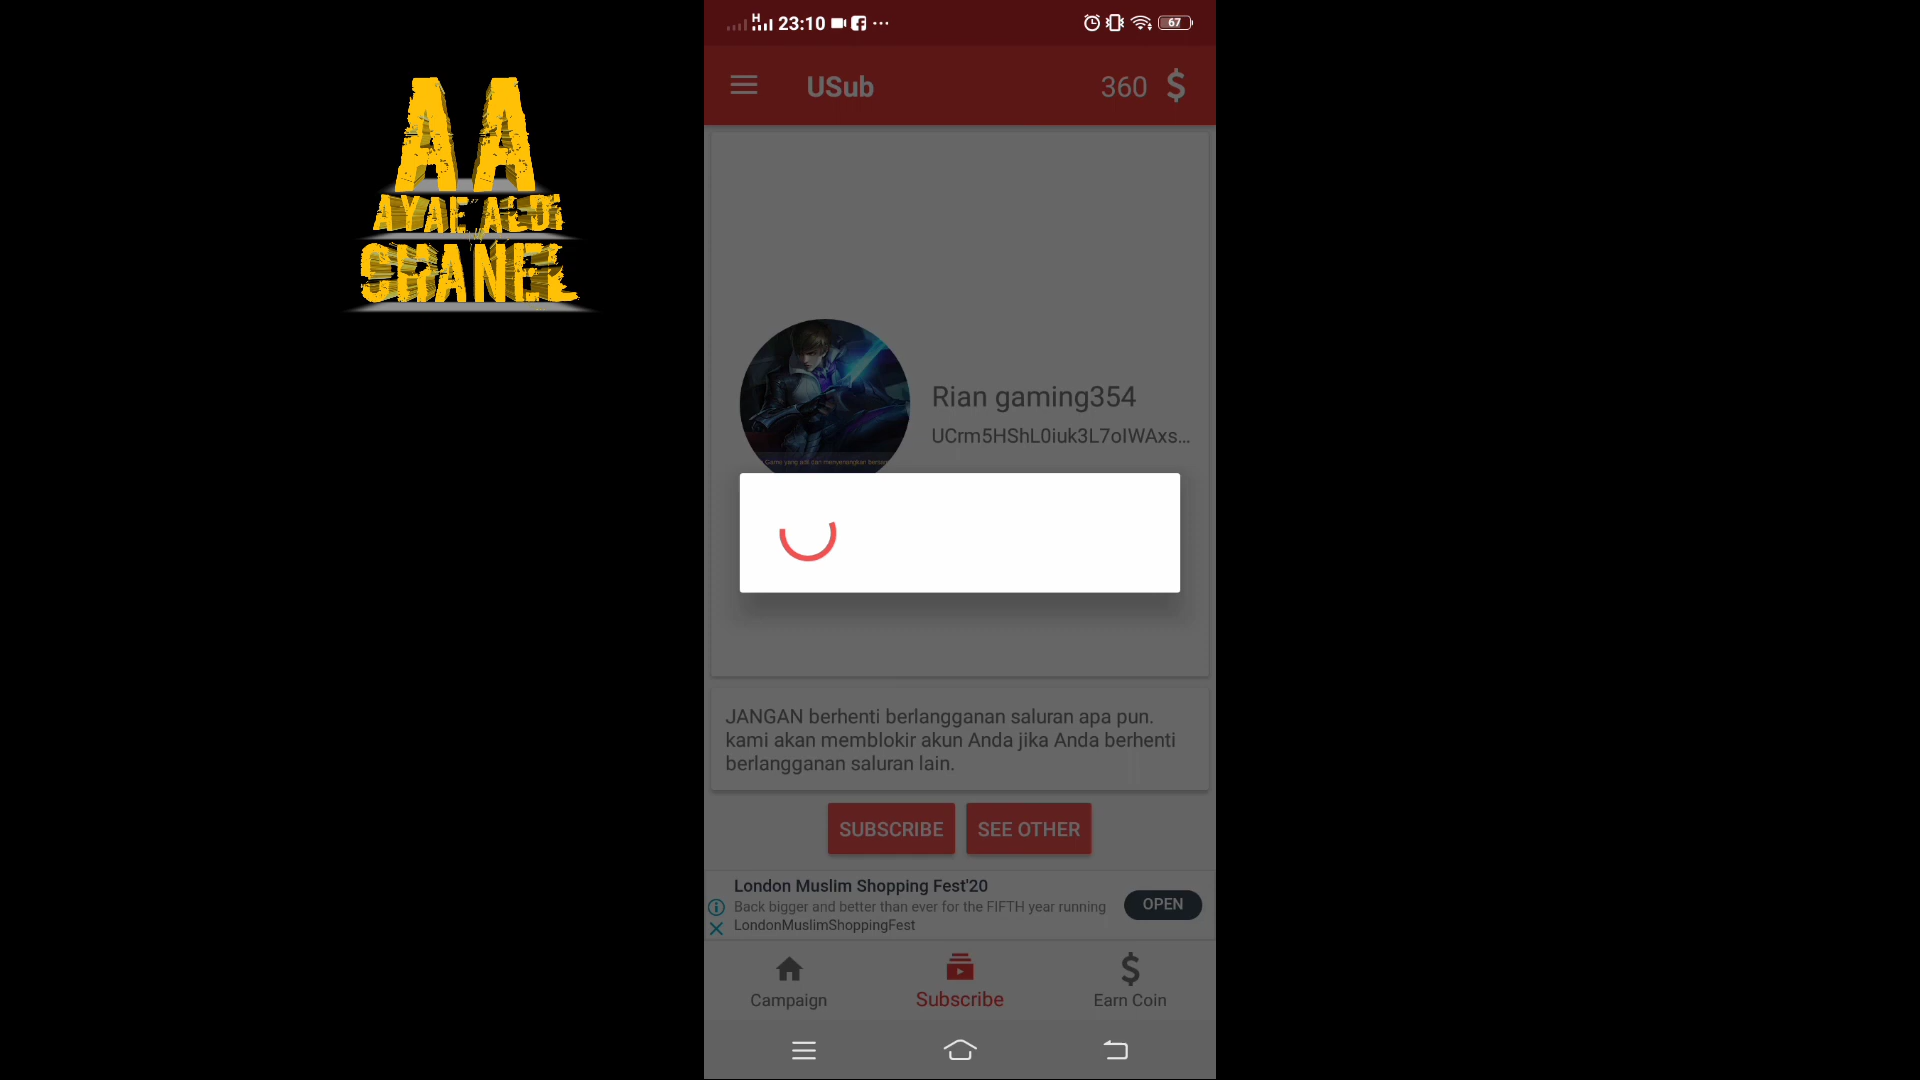 AA
AYAE ALDI
CHANEL
H
23:10
67
USub
360 $
Rian gaming354
UCrm5HShL0iuk3L7oIWAxs...
JANGAN berhenti berlangganan saluran apa pun.
kami akan memblokir akun Anda jika Anda berhenti
berlangganan saluran lain.
SUBSCRIBE
SEE OTHER
London Muslim Shopping Fest'20
Back bigger and better than ever for the FIFTH year running
LondonMuslimShoppingFest
OPEN
Campaign
Subscribe
Earn Coin